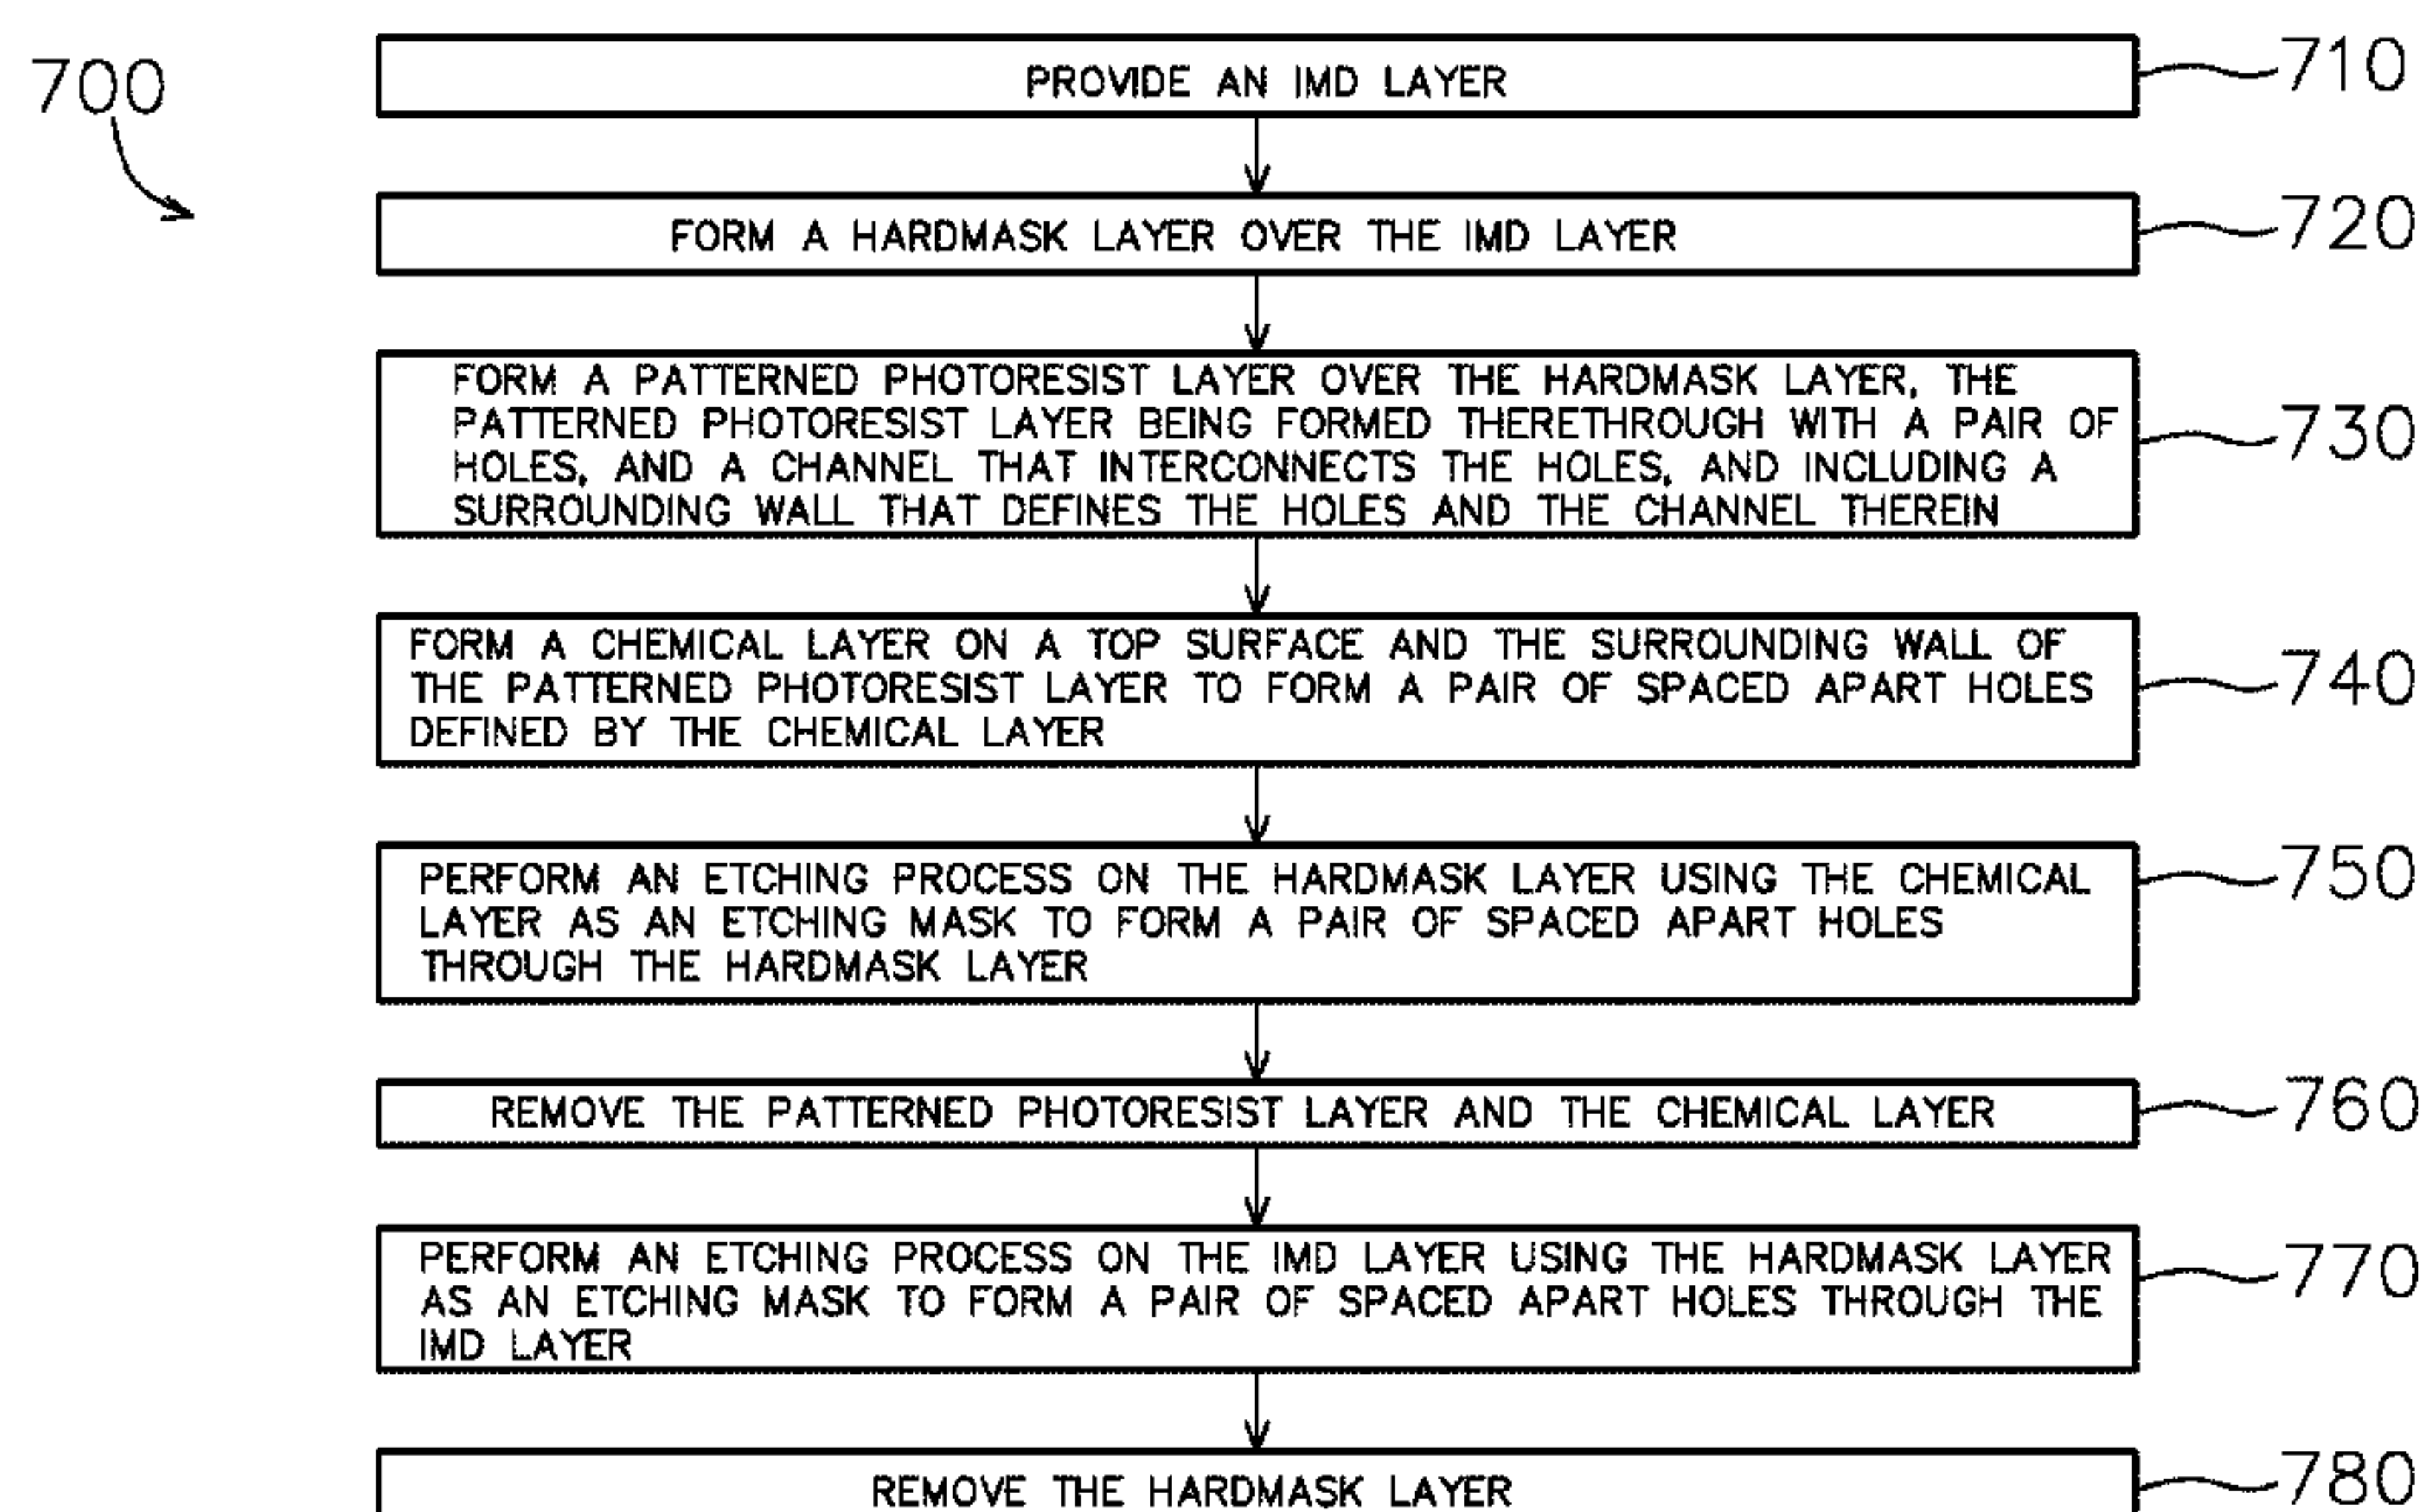 700
PROVIDE AN IMD LAYER
710
FORM A HARDMASK LAYER OVER THE IMD LAYER
720
FORM A PATTERNED PHOTORESIST LAYER OVER THE HARDMASK LAYER, THE
PATTERNED PHOTORESIST LAYER BEING FORMED THERETHROUGH WITH A PAIR OF
HOLES, AND A CHANNEL THAT INTERCONNECTS THE HOLES, AND INCLUDING A
SURROUNDING WALL THAT DEFINES THE HOLES AND THE CHANNEL THEREIN
730
FORM A CHEMICAL LAYER ON A TOP SURFACE AND THE SURROUNDING WALL OF
THE PATTERNED PHOTORESIST LAYER TO FORM A PAIR OF SPACED APART HOLES
DEFINED BY THE CHEMICAL LAYER
740
PERFORM AN ETCHING PROCESS ON THE HARDMASK LAYER USING THE CHEMICAL
LAYER AS AN ETCHING MASK TO FORM A PAIR OF SPACED APART HOLES
THROUGH THE HARDMASK LAYER
750
REMOVE THE PATTERNED PHOTORESIST LAYER AND THE CHEMICAL LAYER
760
PERFORM AN ETCHING PROCESS ON THE IMD LAYER USING THE HARDMASK LAYER
AS AN ETCHING MASK TO FORM A PAIR OF SPACED APART HOLES THROUGH THE
IMD LAYER
770
REMOVE THE HARDMASK LAYER
780